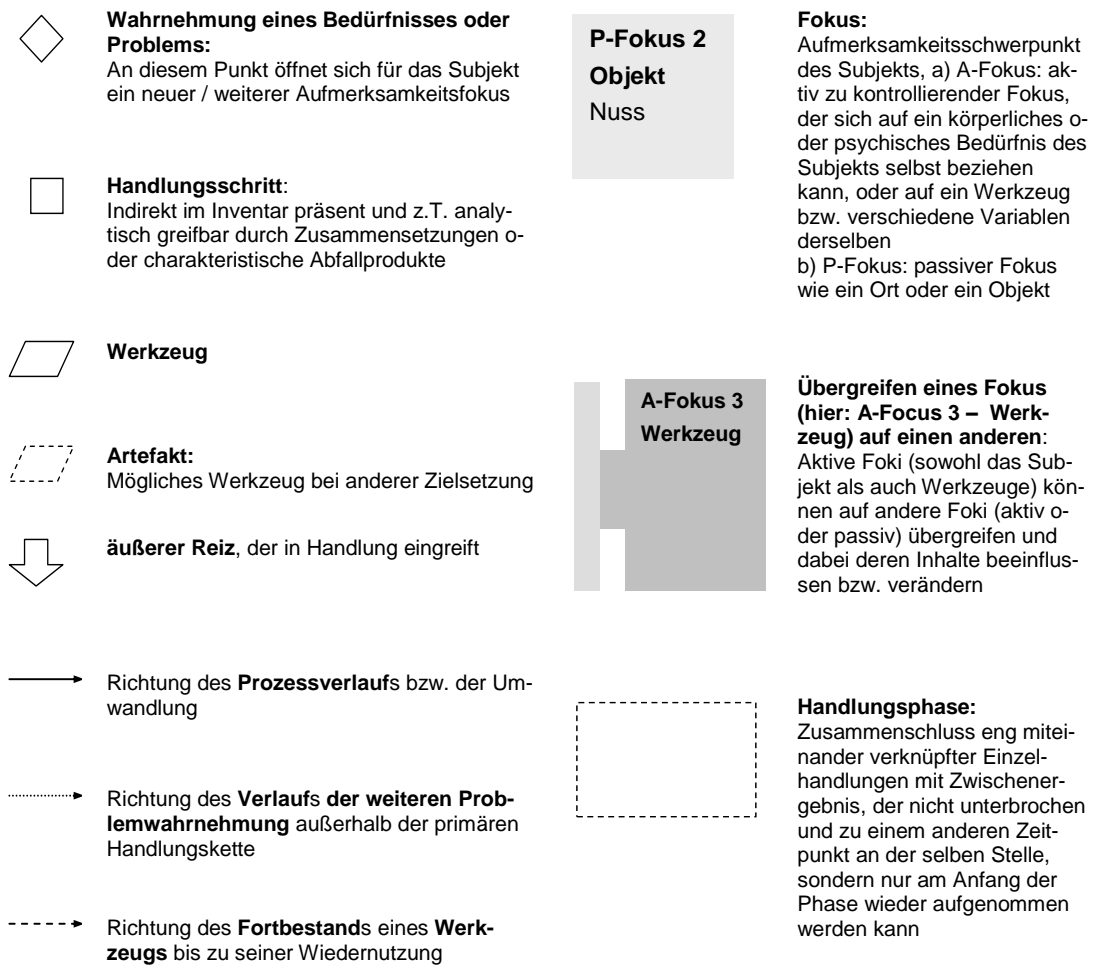 Wahrnehmung eines Bedürfnisses oder
Problems:
An diesem Punkt öffnet sich für das Subjekt
ein neuer / weiterer Aufmerksamkeitsfokus
Handlungsschritt:
Indirekt im Inventar präsent und z.T. analy-
tisch greifbar durch Zusammensetzungen o-
der charakteristische Abfallprodukte
Werkzeug
Artefakt:
Mögliches Werkzeug bei anderer Zielsetzung
äußerer Reiz, der in Handlung eingreift
Richtung des Prozessverlaufs bzw. der Um-
wandlung
Richtung des Verlaufs der weiteren Prob-
lemwahrnehmung außerhalb der primären
Handlungskette
Richtung des Fortbestands eines Werk-
zeugs bis zu seiner Wiedernutzung
P-Fokus 2
Objekt
Nuss
Fokus:
Aufmerksamkeitsschwerpunkt
des Subjekts, a) A-Fokus: ak-
tiv zu kontrollierender Fokus,
der sich auf ein körperliches o-
der psychisches Bedürfnis des
Subjekts selbst beziehen
kann, oder auf ein Werkzeug
bzw. verschiedene Variablen
derselben
b) P-Fokus: passiver Fokus
wie ein Ort oder ein Objekt
A-Fokus 3
Werkzeug
Übergreifen eines Fokus
(hier: A-Focus 3 – Werk-
zeug) auf einen anderen:
Aktive Foki (sowohl das Sub-
jekt als auch Werkzeuge) kön-
nen auf andere Foki (aktiv o-
der passiv) übergreifen und
dabei deren Inhalte beeinflus-
sen bzw. verändern
Handlungsphase:
Zusammenschluss eng mitei-
nander verknüpfter Einzel-
handlungen mit Zwischener-
gebnis, der nicht unterbrochen
und zu einem anderen Zeit-
punkt an der selben Stelle,
sondern nur am Anfang der
Phase wieder aufgenommen
werden kann